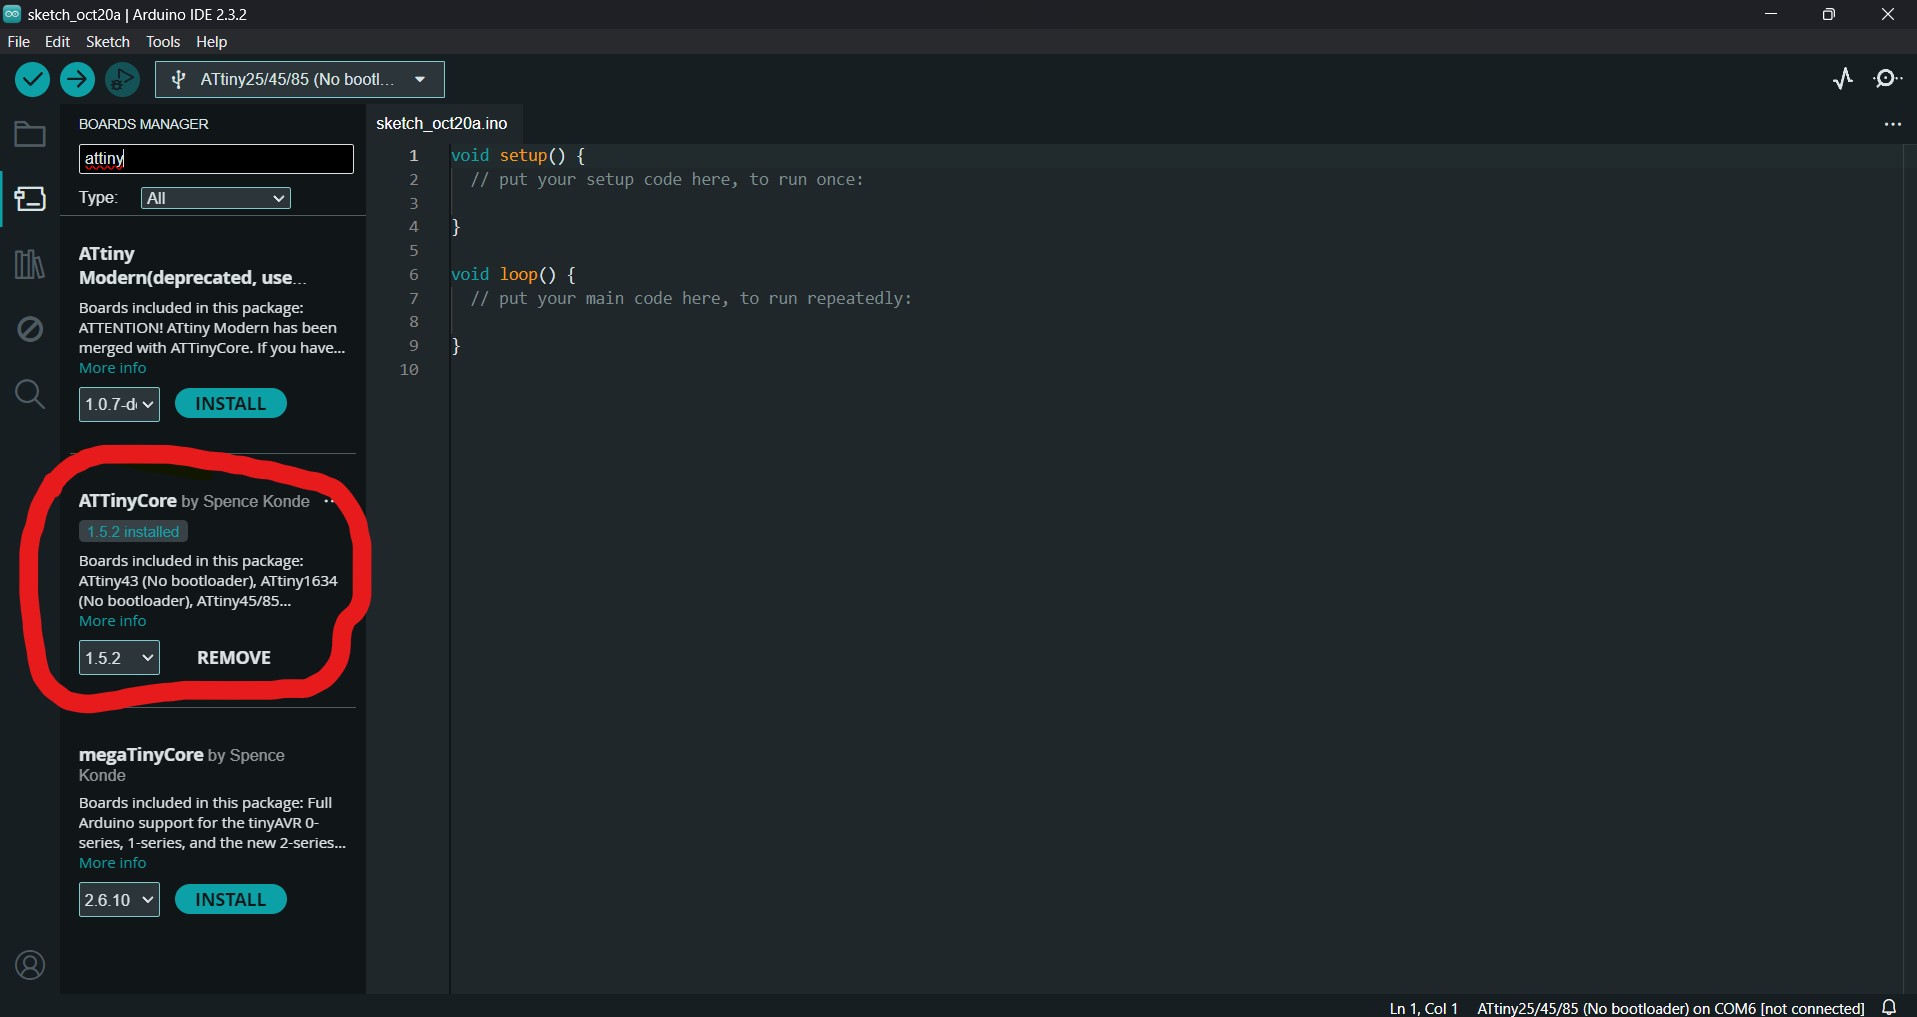 sketch_oct20a | Arduino IDE 2.3.2
File Edit Sketch Tools Help
ATtiny25/45/85 (No bootl...
BOARDS MANAGER
attiny
Type: All
ATtiny
Modern(deprecated, use...
Boards included in this package:
ATTENTION! ATtiny Modern has been
merged with ATTinyCore. If you have...
More info
1.0.7-d
INSTALL
ATTinyCore by Spence Konde
1.5.2 installed
Boards included in this package:
ATtiny43 (No bootloader), ATtiny1634
(No bootloader), ATtiny45/85...
More info
1.5.2
REMOVE
megaTinyCore by Spence
Konde
Boards included in this package: Full
Arduino support for the tinyAVR 0-
series, 1-series, and the new 2-series...
More info
2.6.10
INSTALL
sketch_oct20a.ino
1 void setup() {
2 // put your setup code here, to run once:
3
4 }
5
6 void loop() {
7 // put your main code here, to run repeatedly:
8
9 }
10
Ln 1, Col 1 ATtiny25/45/85 (No bootloader) on COM6 [not connected]